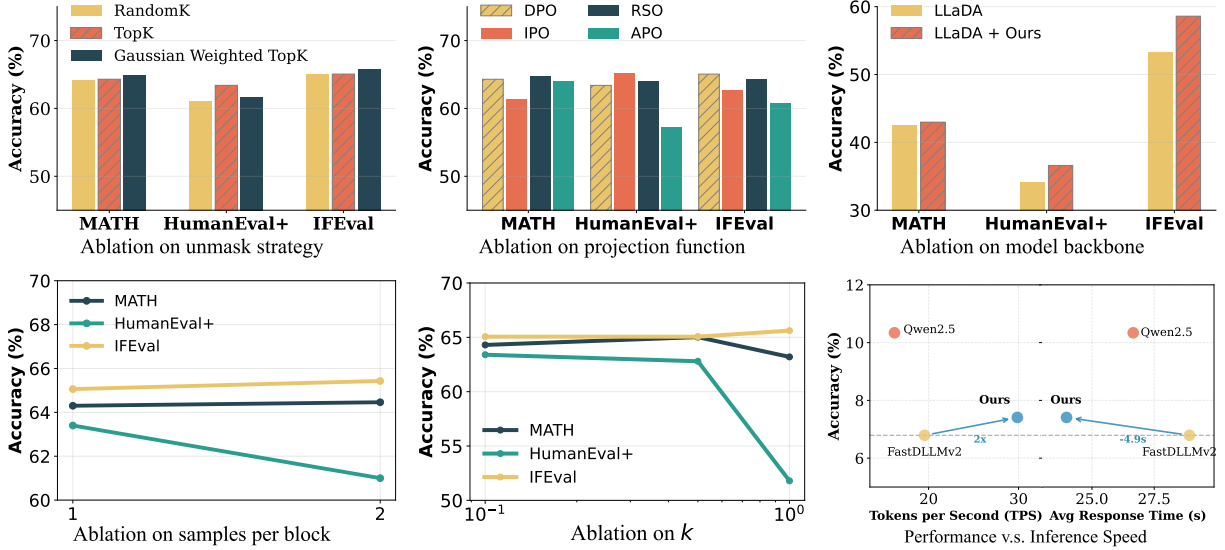 RandomK
TopK
Gaussian Weighted TopK
Accuracy (%)
70
60
50
MATH
HumanEval+
IFEval
Ablation on unmask strategy
DPO
RSO
IPO
APO
Accuracy (%)
70
60
50
MATH
HumanEval+
IFEval
Ablation on projection function
LLaDA
LLaDA + Ours
Accuracy (%)
60
50
40
30
MATH
HumanEval+
IFEval
Ablation on model backbone
MATH
HumanEval+
IFEval
Accuracy (%)
70
68
66
64
62
60
1
2
Ablation on samples per block
MATH
HumanEval+
IFEval
Accuracy (%)
70
65
60
55
50
10⁻¹
10⁰
Ablation on k
Accuracy (%)
12
10
8
6
Qwen2.5
Qwen2.5
Ours
Ours
2x
-4.9s
FastDLLMv2
FastDLLMv2
20
30
25.0
27.5
Tokens per Second (TPS)
Avg Response Time (s)
Performance v.s. Inference Speed